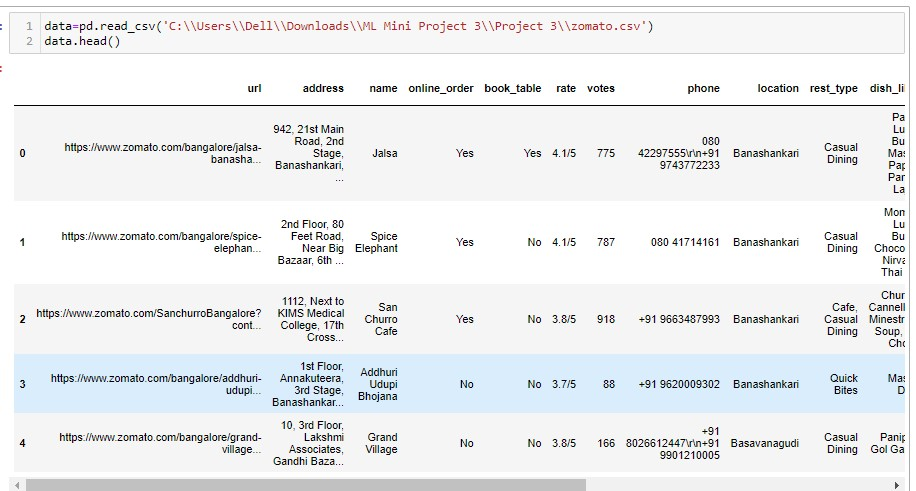 1 data=pd.read_csv('C:\\Users\\Dell\\Downloads\\ML Mini Project 3\\Project 3\\zomato.csv')
2 data.head()
url address name online_order book_table rate votes phone location rest_type dish_li
0 https://www.zomato.com/bangalore/jalsa-banasha... 942, 21st Main Road, 2nd Stage, Banashankari, ... Jalsa Yes Yes 4.1/5 775 080 42297555\r\n+91 9743772233 Banashankari Casual Dining Pa Lu Bu Mas Pap Par La
1 https://www.zomato.com/bangalore/spice-elephan... 2nd Floor, 80 Feet Road, Near Big Bazaar, 6th ... Spice Elephant Yes No 4.1/5 787 080 41714161 Banashankari Casual Dining Mom Lu Bu Choco Nirva Thai
2 https://www.zomato.com/SanchurroBangalore?cont... 1112, Next to KIMS Medical College, 17th Cross... San Churro Cafe Yes No 3.8/5 918 +91 9663487993 Banashankari Cafe, Casual Dining Chur Cannell Minestr Soup, Cho
3 https://www.zomato.com/bangalore/addhuri-udupi... 1st Floor, Annakuteera, 3rd Stage, Banashankar... Addhuri Udupi Bhojana No No 3.7/5 88 +91 9620009302 Banashankari Quick Bites Mas D
4 https://www.zomato.com/bangalore/grand-village... 10, 3rd Floor, Lakshmi Associates, Gandhi Baza... Grand Village No No 3.8/5 166 +91 8026612447\r\n+91 9901210005 Basavanagudi Casual Dining Panip Gol Ga